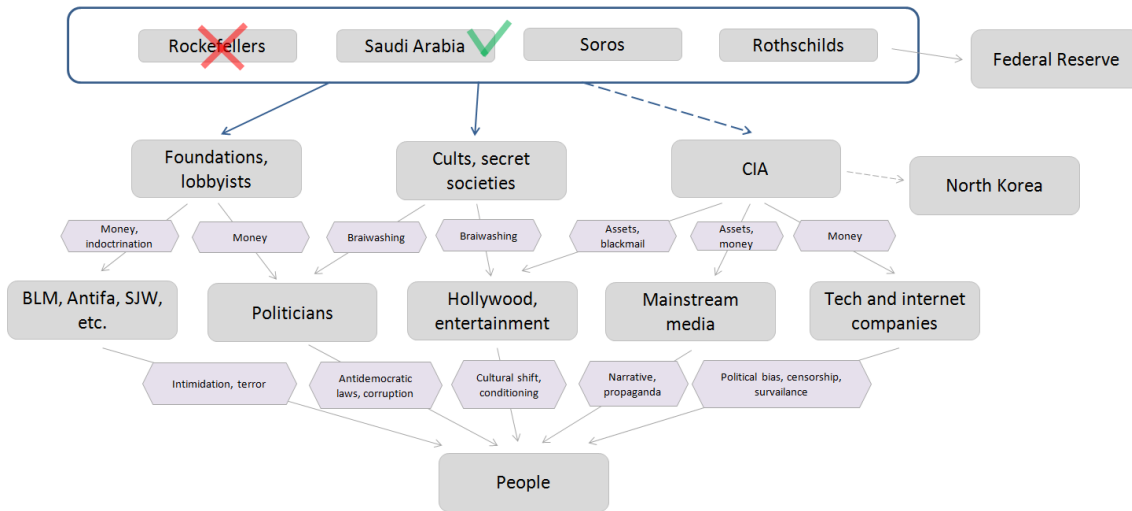 Rockefellers
Saudi Arabia
Soros
Rothschilds
Federal Reserve
Foundations,
lobbyists
Cults, secret
societies
CIA
North Korea
Money,
indoctrination
Money
Braiwashing
Braiwashing
Assets,
blackmail
Assets,
money
Money
BLM, Antifa, SJW,
etc.
Politicians
Hollywood,
entertainment
Mainstream
media
Tech and internet
companies
Intimidation, terror
Antidemocratic
laws, corruption
Cultural shift,
conditioning
Narrative,
propaganda
Political bias, censorship,
survailance
People